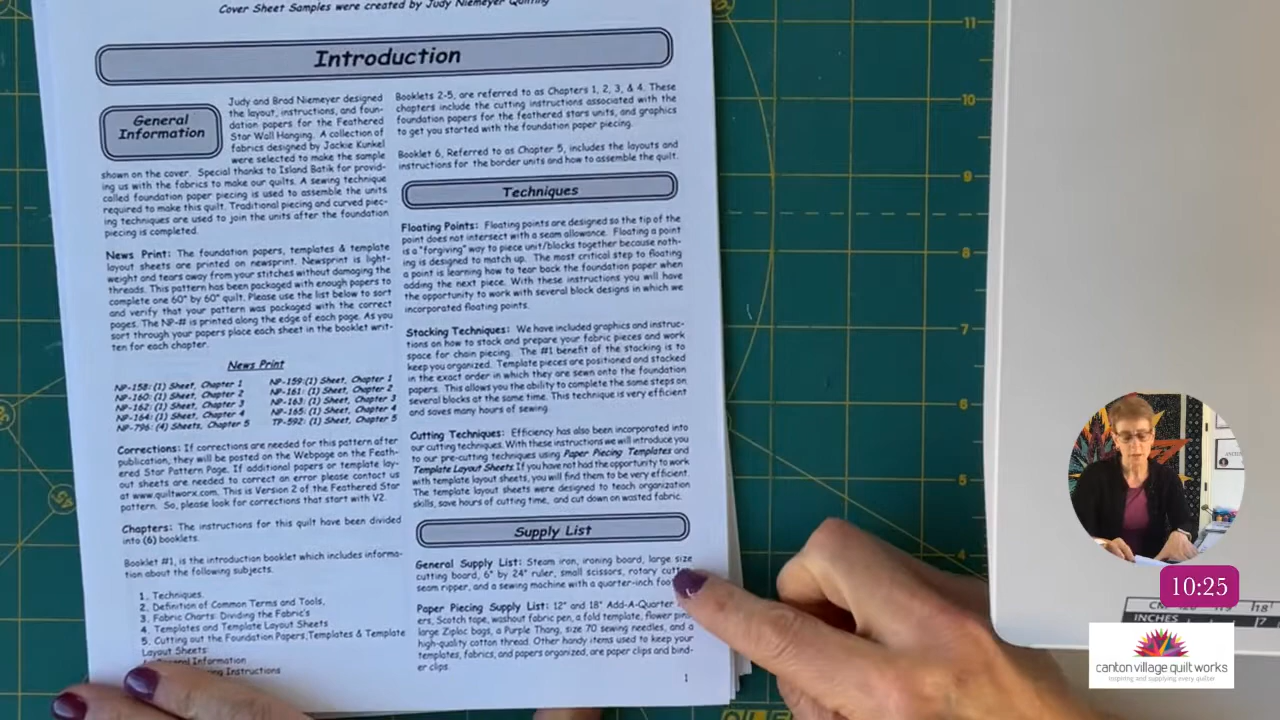 Cover Sheet Samples were created by Judy Niemeyer Quilting
Introduction
General
Information
Judy and Brad Niemeyer designed
the layout, instructions, and foun-
dation papers for the Feathered
Star Wall Hanging. A collection of
fabrics designed by Jackie Kunkel
were selected to make the sample
shown on the cover. Special thanks to Island Batik for provid-
ing us with the fabrics to make our quilts. A sewing technique
called foundation paper piecing is used to assemble the units
required to make this quilt. Traditional piecing and curved piec-
ing techniques are used to join the units after the foundation
piecing is completed.
News Print: The foundation papers, templates & template
layout sheets are printed on newsprint. Newsprint is light-
weight and tears away from your stitches without damaging the
threads. This pattern has been packaged with enough papers to
complete one 60" by 60" quilt. Please use the list below to sort
and verify that your pattern was packaged with the correct
pages. The NP-# is printed along the edge of each page. As you
sort through your papers place each sheet in the booklet writ-
ten for each chapter.
News Print
NP-158: (1) Sheet, Chapter 1
NP-160: (1) Sheet, Chapter 2
NP-162: (1) Sheet, Chapter 3
NP-164: (1) Sheet, Chapter 4
NP-796: (4) Sheets, Chapter 5
NP-159: (1) Sheet, Chapter 1
NP-161: (1) Sheet, Chapter 2
NP-163: (1) Sheet, Chapter 3
NP-165: (1) Sheet, Chapter 4
TP-592: (1) Sheet, Chapter 5
Corrections: If corrections are needed for this pattern after
publication, they will be posted on the Webpage on the Feath-
ered Star Pattern Page. If additional papers or template lay-
out sheets are needed to correct an error please contact us
at www.quiltworx.com. This is Version 2 of the Feathered Star
pattern. So, please look for corrections that start with V2.
Chapters: The instructions for this quilt have been divided
into (6) booklets.
Booklet #1, is the introduction booklet which includes informa-
tion about the following subjects.
1. Techniques.
2. Definition of Common Terms and Tools,
3. Fabric Charts: Dividing the Fabric's
4. Templates and Template Layout Sheets
5. Cutting out the Foundation Papers, Templates & Template
Layout Sheets:
General Information
Instructions
Booklets 2-5, are referred to as Chapters 1, 2, 3, & 4. These
chapters include the cutting instructions associated with the
foundation papers for the feathered stars units, and graphics
to get you started with the foundation paper piecing.
Booklet 6, Referred to as Chapter 5, includes the layouts and
instructions for the border units and how to assemble the quilt.
Techniques
Floating Points: Floating points are designed so the tip of the
point does not intersect with a seam allowance. Floating a point
is a "forgiving" way to piece unit/blocks together because noth-
ing is designed to match up. The most critical step to floating
a point is learning how to tear back the foundation paper when
adding the next piece. With these instructions you will have
the opportunity to work with several block designs in which we
incorporated floating points.
Stacking Techniques: We have included graphics and instruc-
tions on how to stack and prepare your fabric pieces and work
space for chain piecing. The #1 benefit of the stacking is to
keep you organized. Template pieces are positioned and stacked
in the exact order in which they are sewn onto the foundation
papers. This allows you the ability to complete the same steps on
several blocks at the same time. This technique is very efficient
and saves many hours of sewing.
Cutting Techniques: Efficiency has also been incorporated into
our cutting techniques. With these instructions we will introduce you
to our pre-cutting techniques using Paper Piecing Templates and
Template Layout Sheets. If you have not had the opportunity to work
with template layout sheets, you will find them to be very efficient.
The template layout sheets were designed to teach organization
skills, save hours of cutting time, and cut down on wasted fabric.
Supply List
General Supply List: Steam iron, ironing board, large size
cutting board, 6" by 24" ruler, small scissors, rotary cutter
seam ripper, and a sewing machine with a quarter-inch foot
Paper Piecing Supply List: 12" and 18" Add-A-Quarter
ers, Scotch tape, washout fabric pen, a fold template, flower pins
large Ziploc bags, a Purple Thang, size 70 sewing needles, and a
high-quality cotton thread. Other handy items used to keep your
templates, fabrics, and papers organized, are paper clips and bind-
er clips.
1
11
10
9
8
7
6
5
4
45
10:25
INCHES
18
17
canton village quilt works
inspiring and supplying every quilter